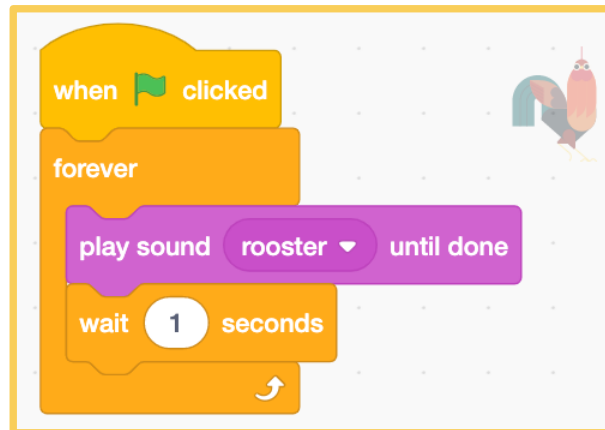 when clicked
forever
play sound rooster until done
wait 1 seconds